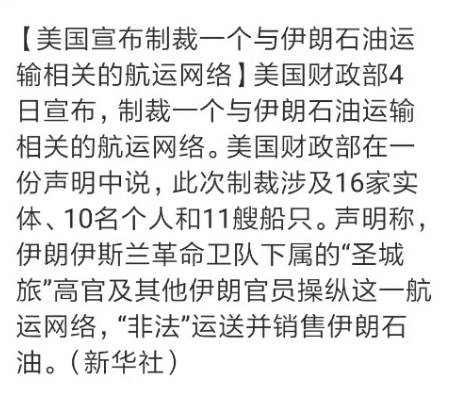 【美国宣布制裁一个与伊朗石油运
输相关的航运网络】美国财政部4
日宣布，制裁一个与伊朗石油运输
相关的航运网络。美国财政部在一
份声明中说，此次制裁涉及16家实
体、10名个人和11艘船只。声明称，
伊朗伊斯兰革命卫队下属的“圣城
旅”高官及其他伊朗官员操纵这一航
运网络，“非法”运送并销售伊朗石
油。（新华社）